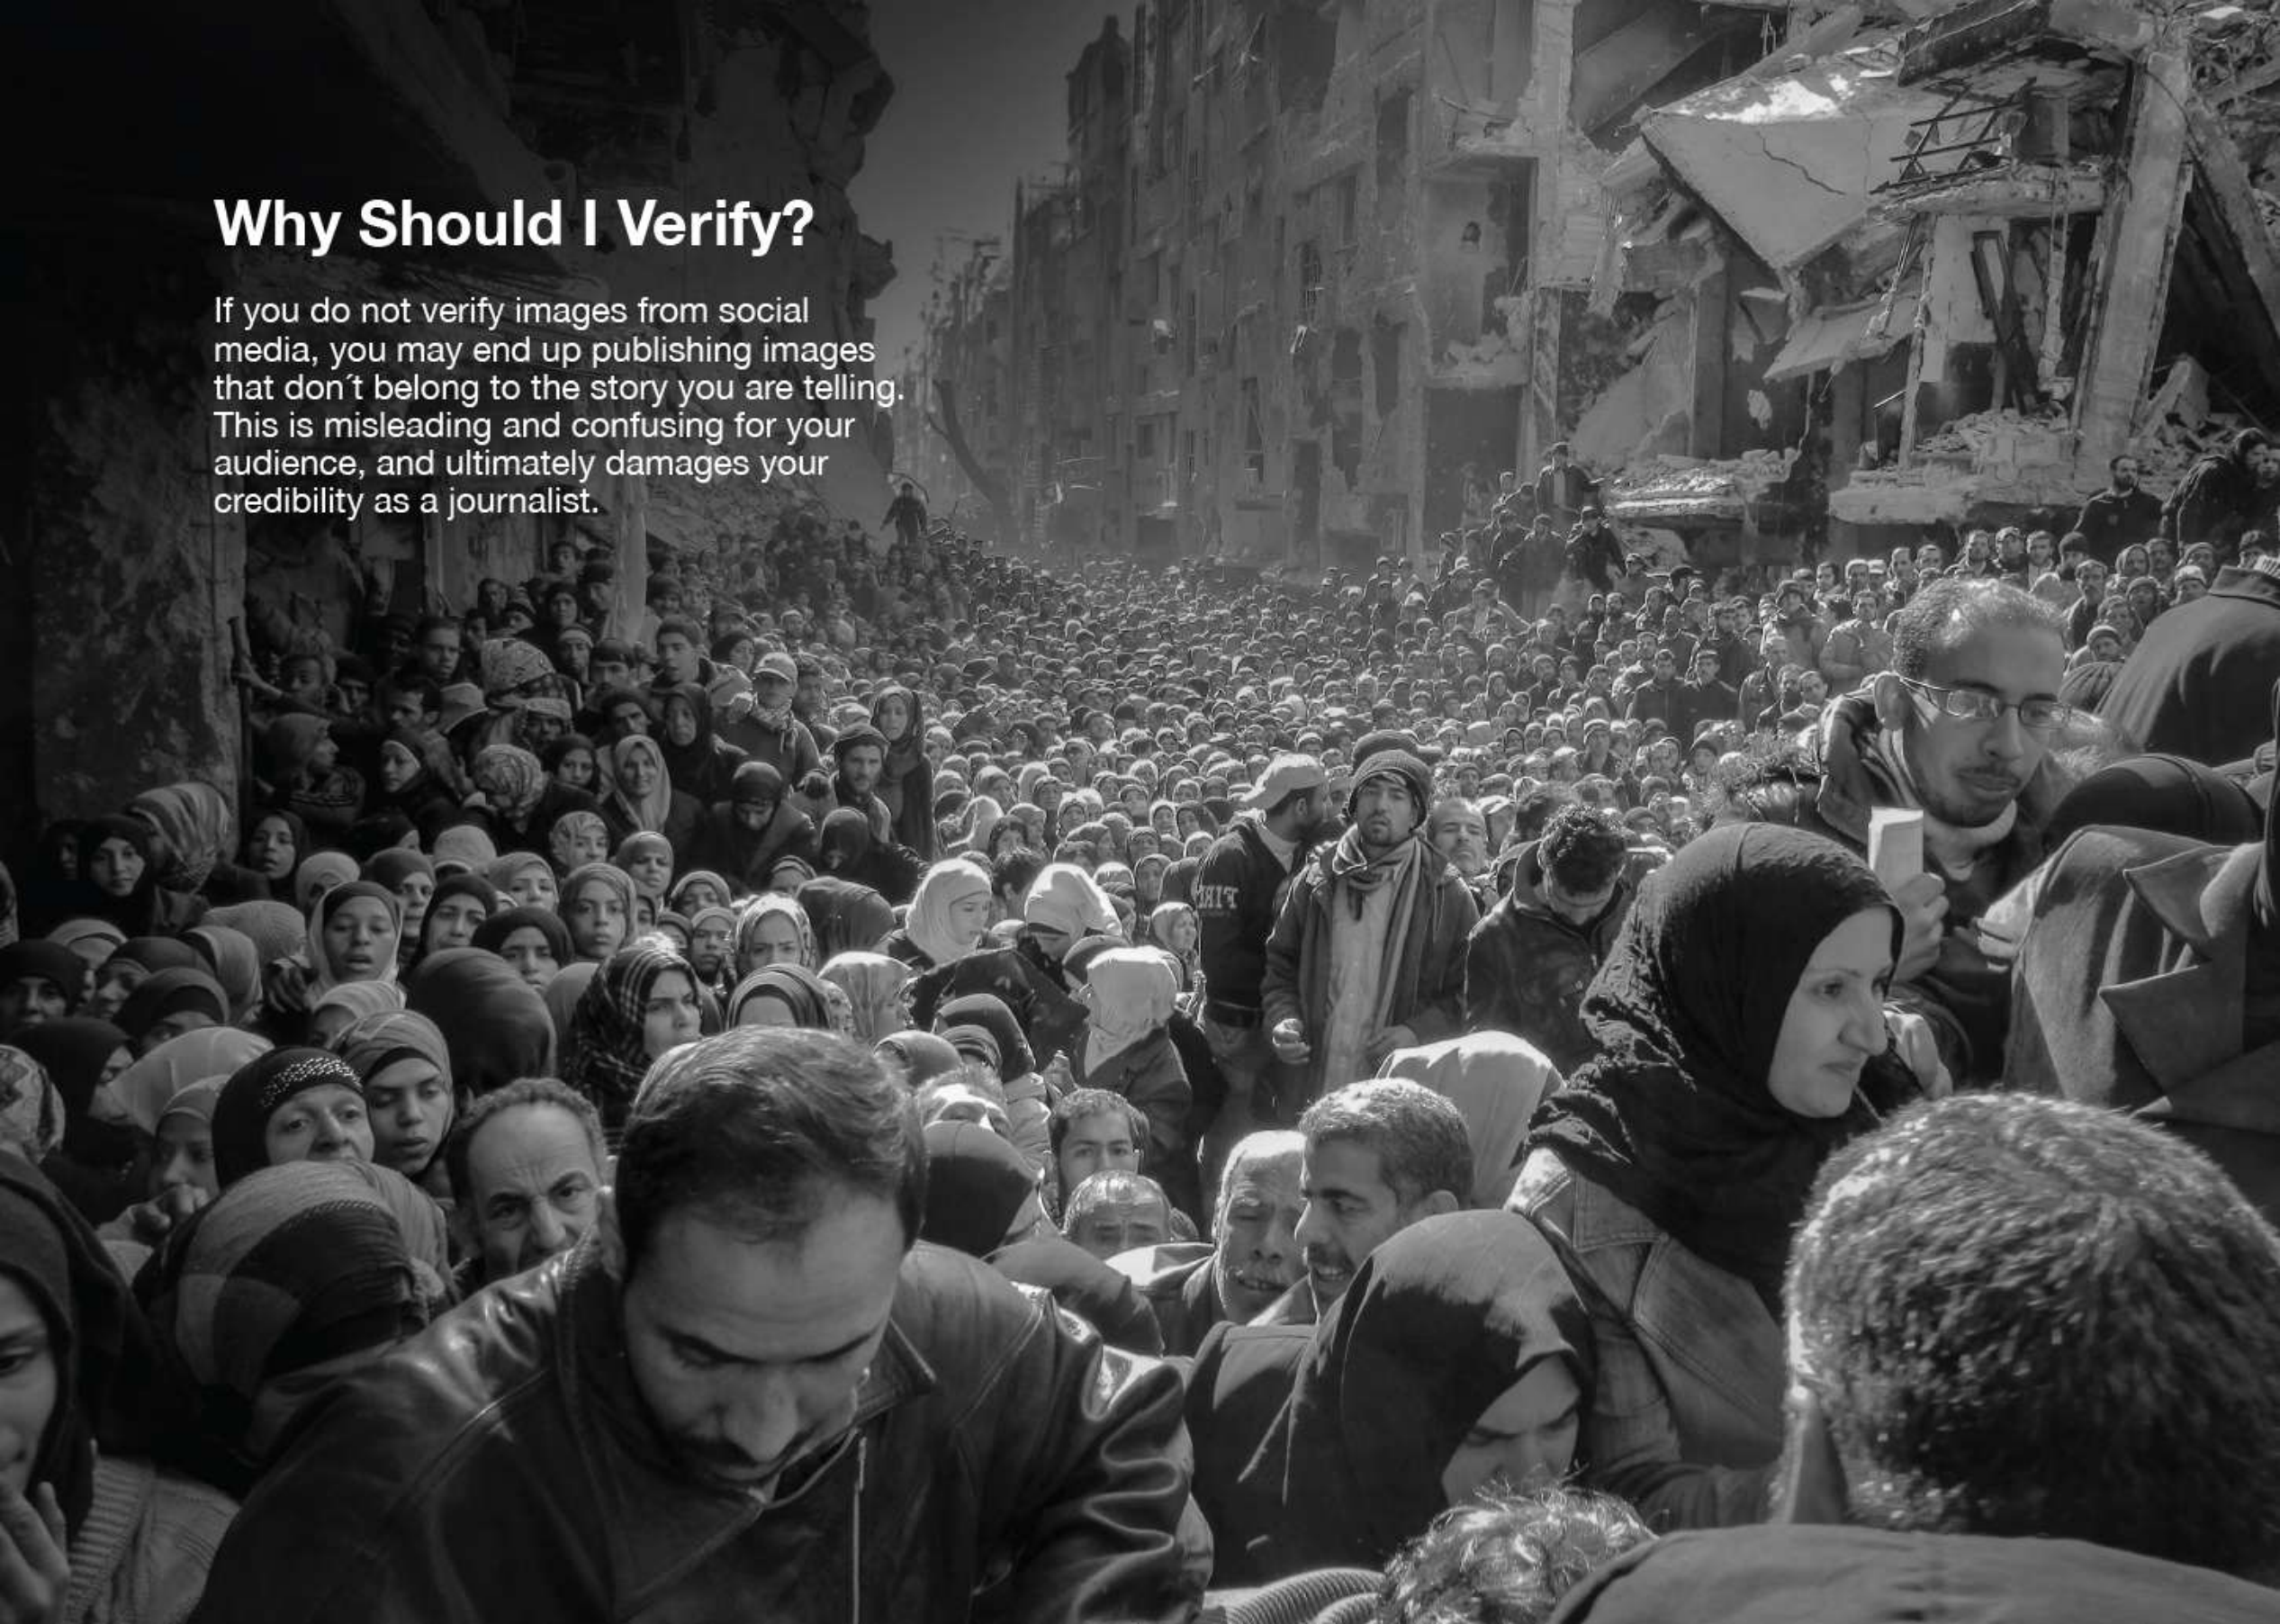 Why Should I Verify?
If you do not verify images from social
media, you may end up publishing images
that don´t belong to the story you are telling.
This is misleading and confusing for your
audience, and ultimately damages your
credibility as a journalist.